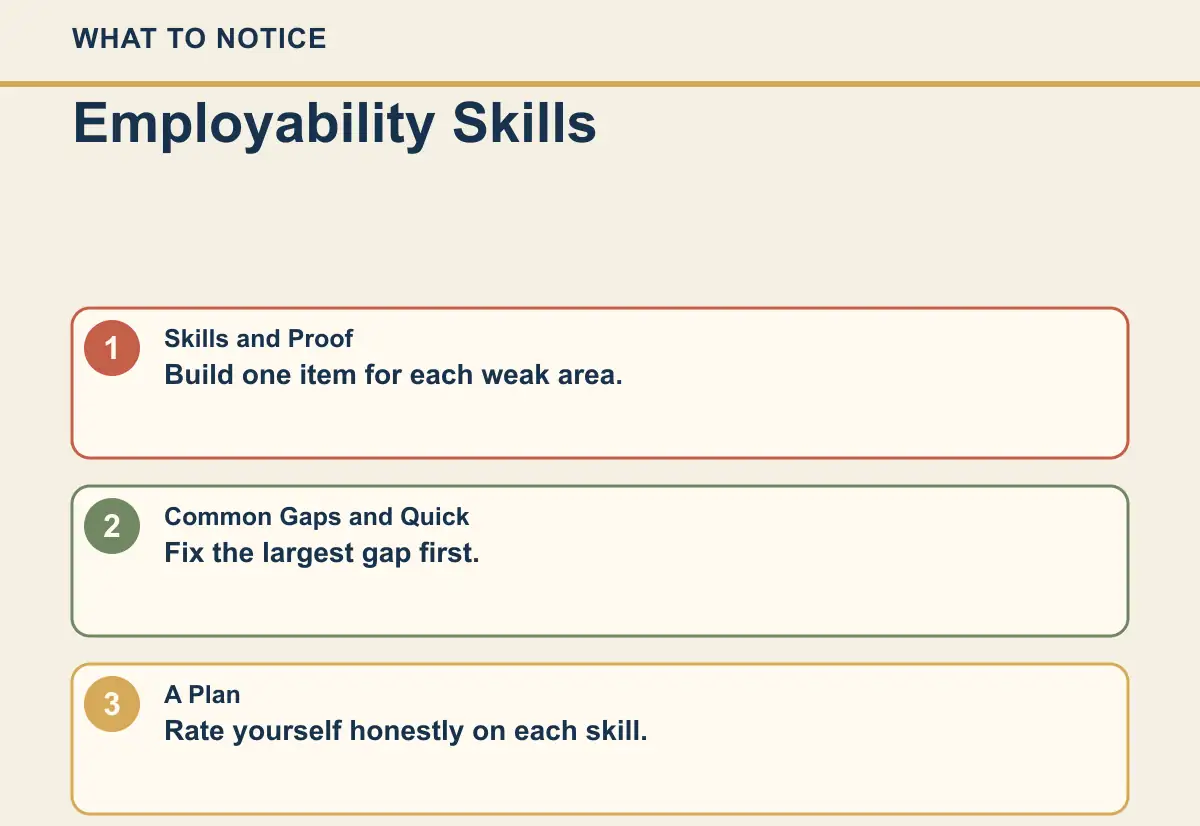 WHAT TO NOTICE
Employability Skills
1
Skills and Proof
Build one item for each weak area.
2
Common Gaps and Quick
Fix the largest gap first.
3
A Plan
Rate yourself honestly on each skill.